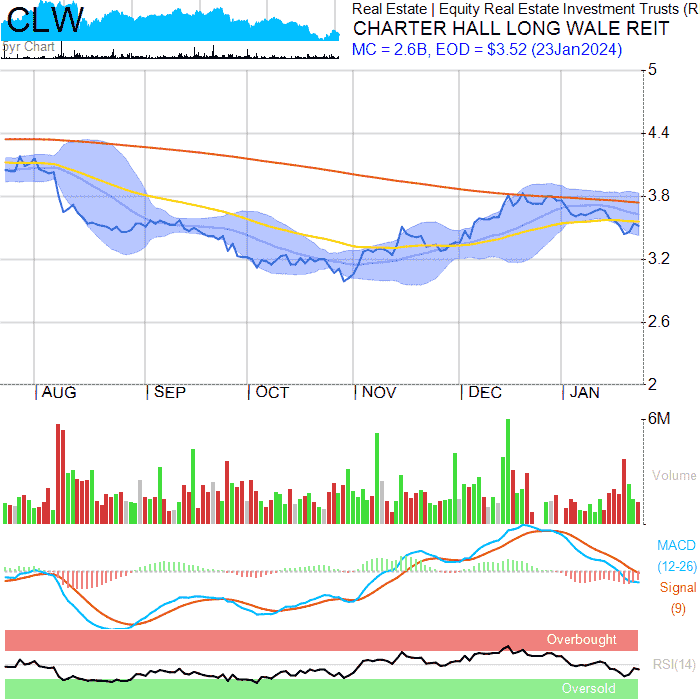 CLW
5yr Chart
Real Estate | Equity Real Estate Investment Trusts (R
CHARTER HALL LONG WALE REIT
MC = 2.6B, EOD = $3.52 (23Jan2024)
5
4.4
3.8
3.2
2.6
2
AUG SEP OCT NOV DEC JAN
6M
Volume
MACD
(12-26)
Signal
(9)
Overbought
RSI(14)
Oversold